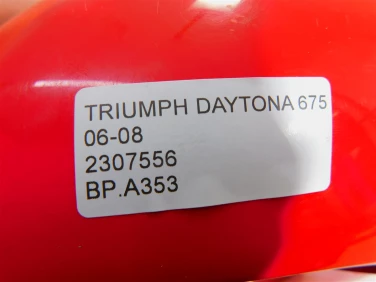 TRIUMPH DAYTONA 675
06-08
2307556
BP.A353